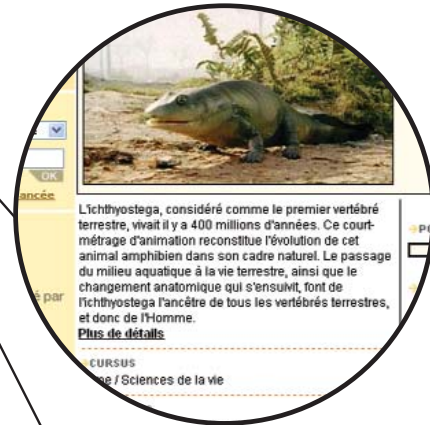 OK
ancée
L'ichthyostega, considéré comme le premier vertébré
terrestre, vivait il y a 400 millions d'années. Ce court-
métrage d'animation reconstitue l'évolution de cet
animal amphibien dans son cadre naturel. Le passage
du milieu aquatique à la vie terrestre, ainsi que le
changement anatomique qui s'ensuivit, font de
l'ichthyostega l'ancêtre de tous les vertébrés terrestres,
et donc de l'Homme.
Plus de détails
par
CURSUS
/ Sciences de la vie